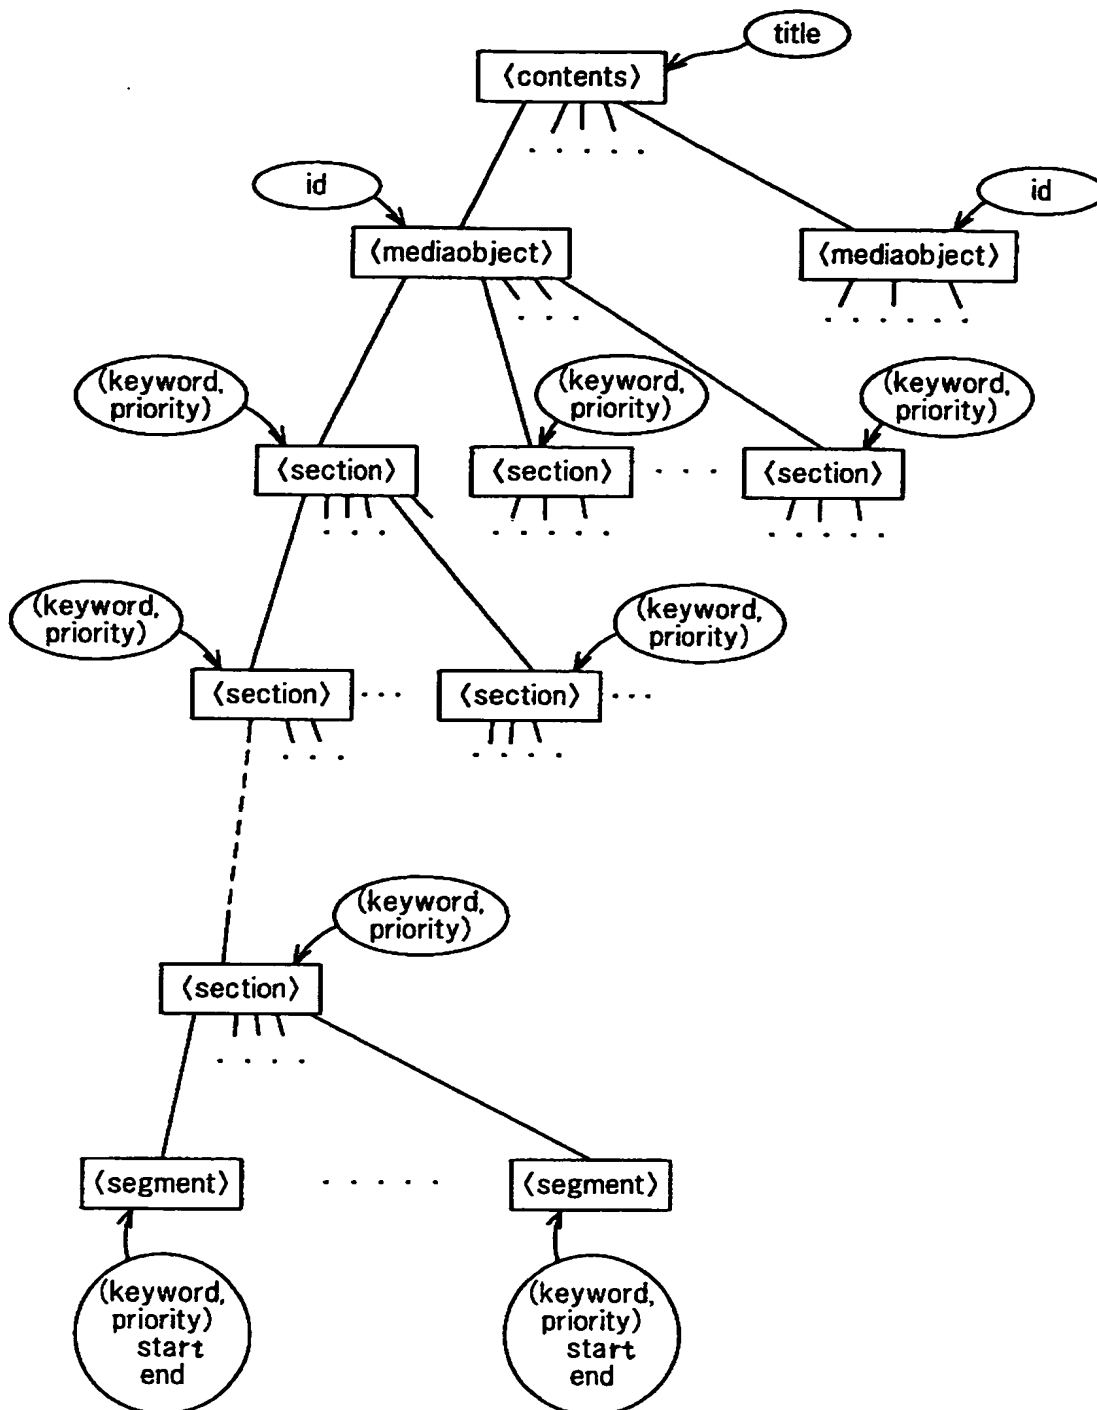 title
〈contents〉
. . . . .
id
id
〈mediaobject〉
〈mediaobject〉
. . .
. . . . . .
(keyword,
priority)
(keyword,
priority)
(keyword,
priority)
〈section〉
〈section〉
. . .
〈section〉
. . .
. . . . .
. . . . .
(keyword,
priority)
(keyword,
priority)
〈section〉
. . .
〈section〉
. . .
. . .
. . . .
(keyword,
priority)
〈section〉
. . . .
〈segment〉
. . . . .
〈segment〉
(keyword,
priority)
start
end
(keyword,
priority)
start
end